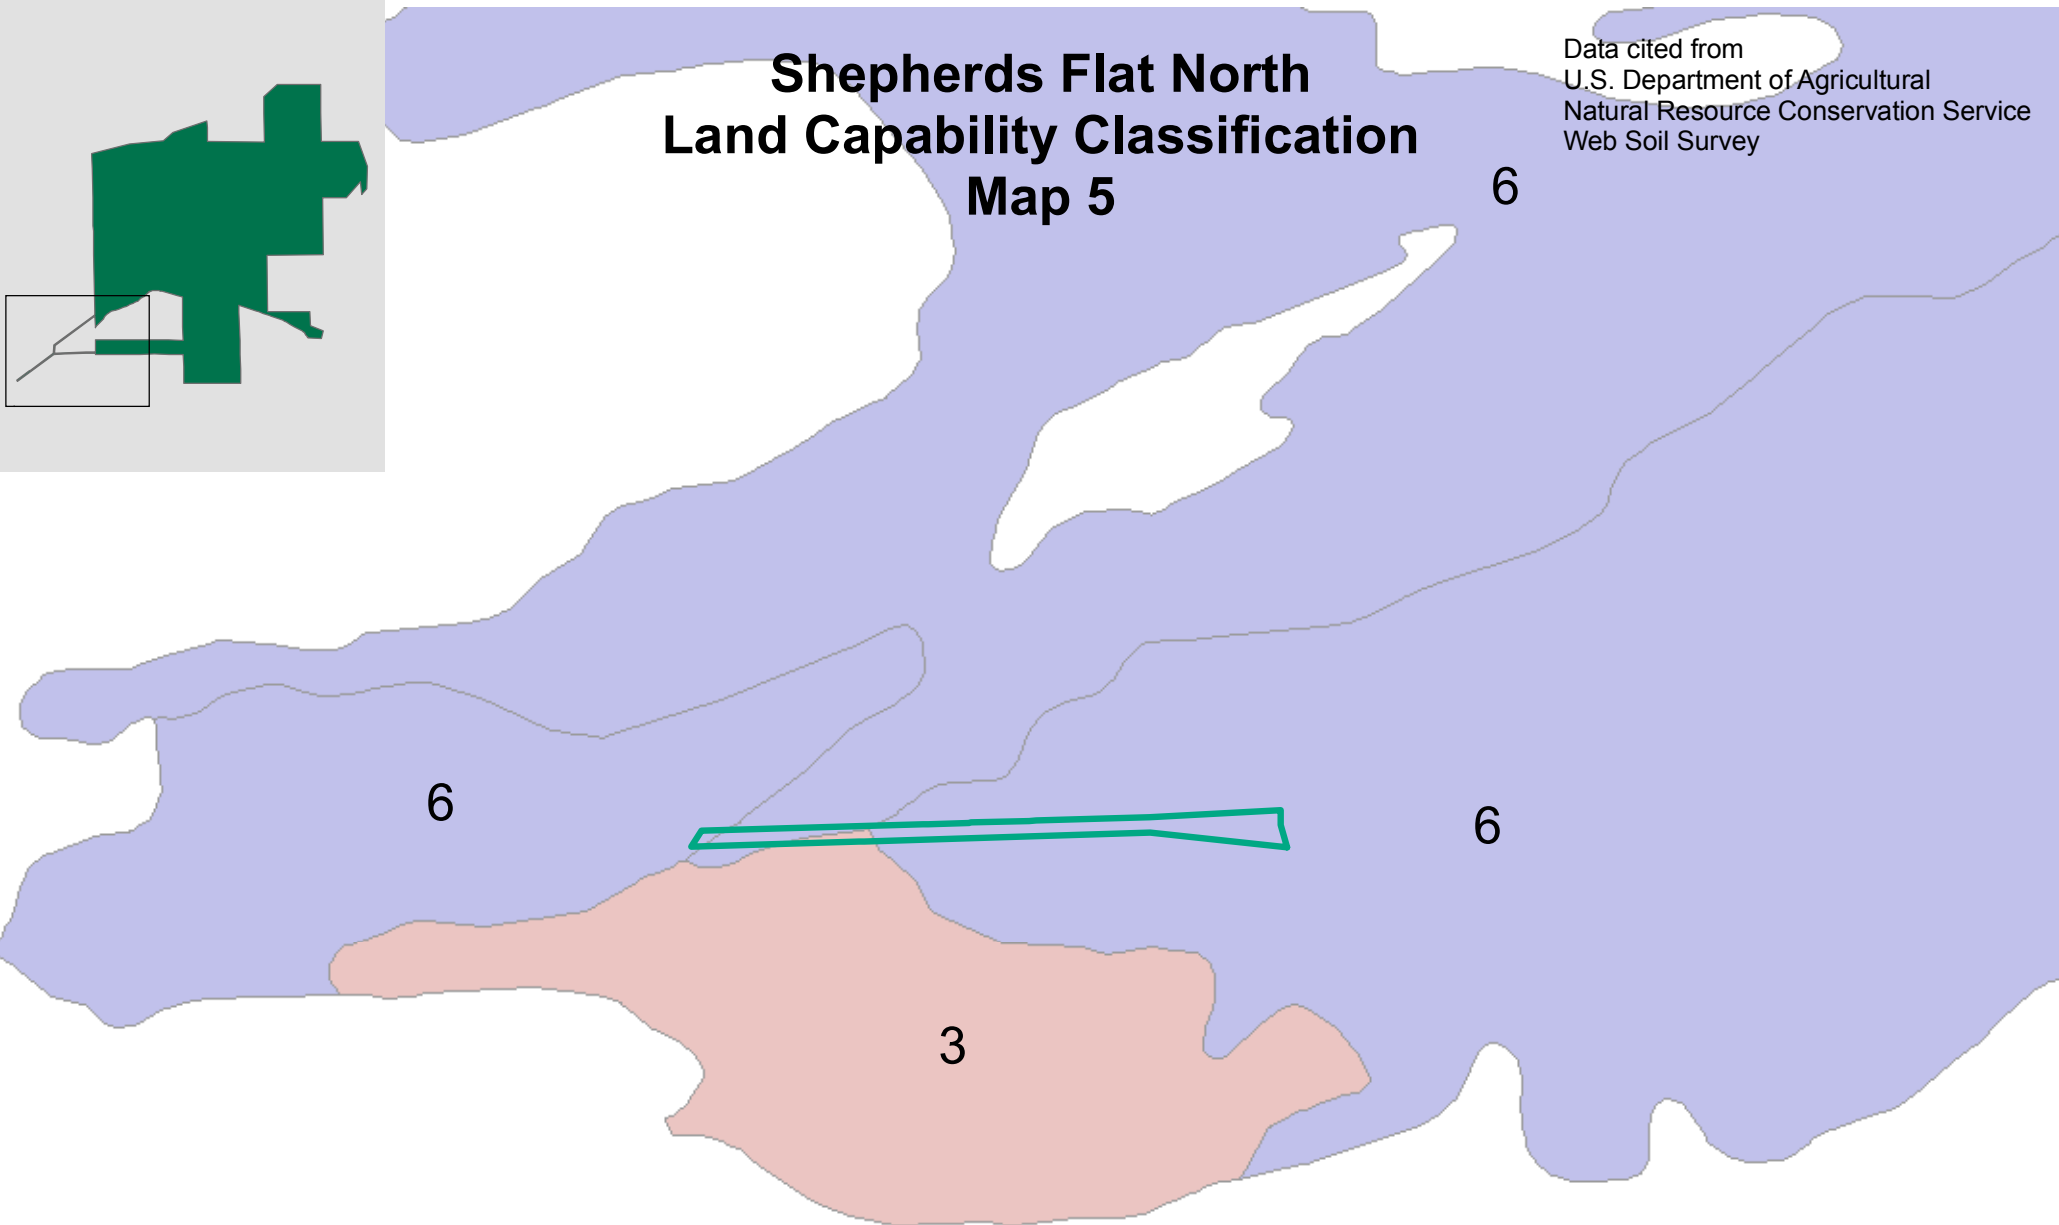 Shepherds Flat North
Land Capability Classification
Map 5
Data cited from
U.S. Department of Agricultural
Natural Resource Conservation Service
Web Soil Survey
6
6
6
3